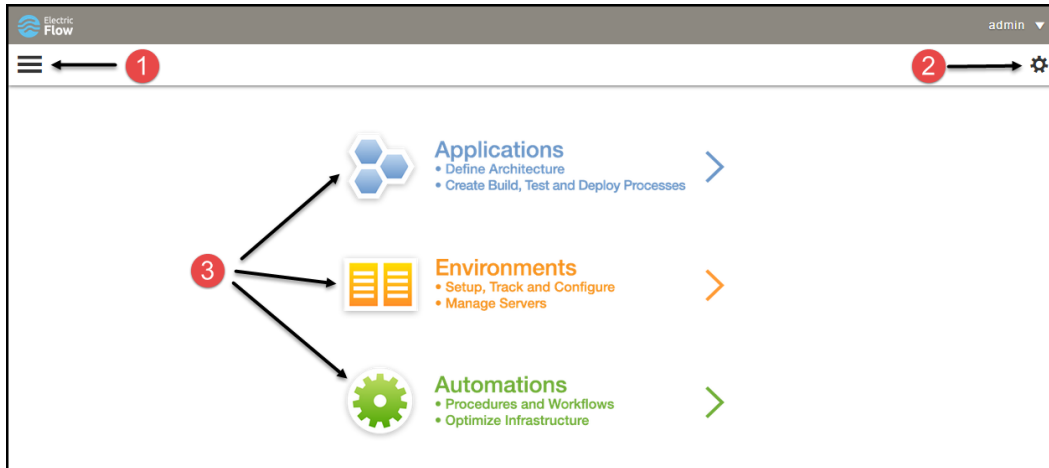 Electric
Flow
admin
1
2
Applications
• Define Architecture
• Create Build, Test and Deploy Processes
3
Environments
• Setup, Track and Configure
• Manage Servers
Automations
• Procedures and Workflows
• Optimize Infrastructure